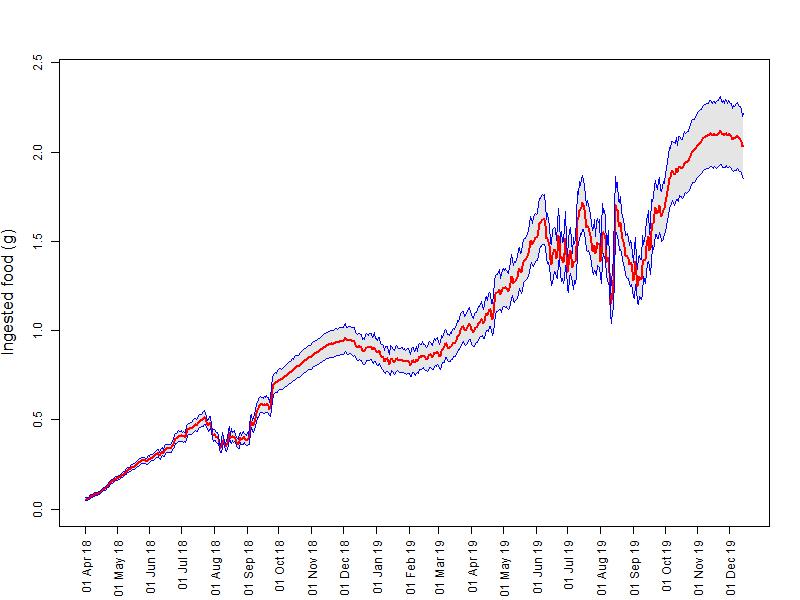 2.5
2.0
1.5
1.0
0.5
0.0
Ingested food (g)
01 Apr 18
01 May 18
01 Jun 18
01 Jul 18
01 Aug 18
01 Sep 18
01 Oct 18
01 Nov 18
01 Dec 18
01 Jan 19
01 Feb 19
01 Mar 19
01 Apr 19
01 May 19
01 Jun 19
01 Jul 19
01 Aug 19
01 Sep 19
01 Oct 19
01 Nov 19
01 Dec 19